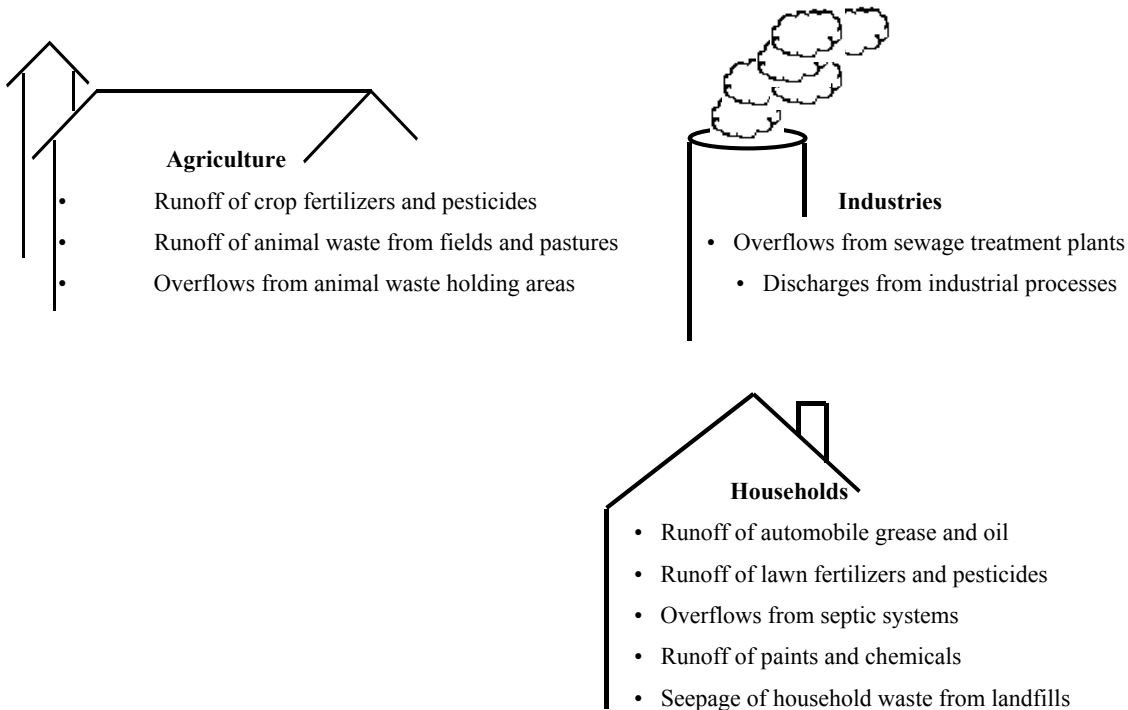 Agriculture
• Runoff of crop fertilizers and pesticides
• Runoff of animal waste from fields and pastures
• Overflows from animal waste holding areas
Industries
• Overflows from sewage treatment plants
• Discharges from industrial processes
Households
• Runoff of automobile grease and oil
• Runoff of lawn fertilizers and pesticides
• Overflows from septic systems
• Runoff of paints and chemicals
• Seepage of household waste from landfills